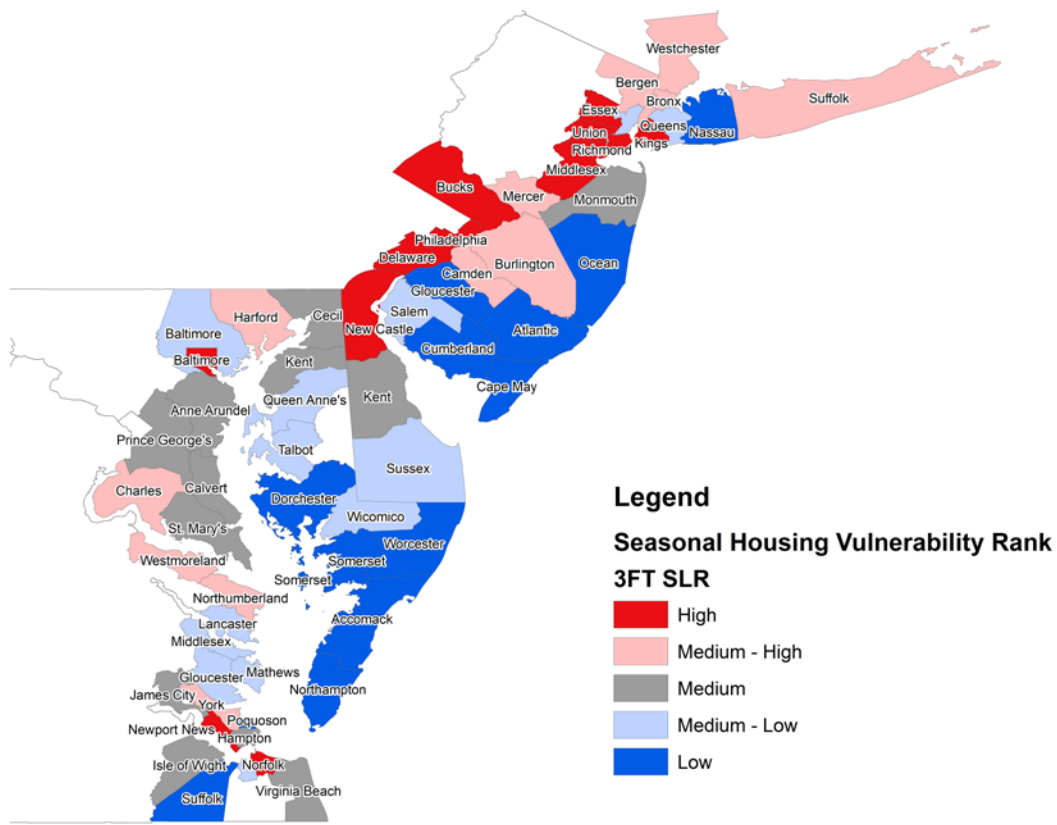 Westchester
Bergen
Suffolk
Bronx
Essex
Queens
Union
Nassau
Kings
Richmond
Middlesex
Bucks
Mercer
Monmouth
Philadelphia
Delaware
Burlington
Ocean
Camden
Gloucester
Salem
Cecil
Harford
New Castle
Atlantic
Baltimore
Cumberland
Baltimore
Kent
Cape May
Queen Anne's
Kent
Anne Arundel
Prince George's
Talbot
Sussex
Charles
Calvert
Dorchester
Legend
Wicomico
St. Mary's
Seasonal Housing Vulnerability Rank
Worcester
Westmoreland
Somerset
3FT SLR
Somerset
Northumberland
High
Accomack
Lancaster
Middlesex
Medium - High
Mathews
Gloucester
Northampton
Medium
James City
York
Poquoson
Medium - Low
Newport News
Hampton
Isle of Wight
Norfolk
Low
Virginia Beach
Suffolk